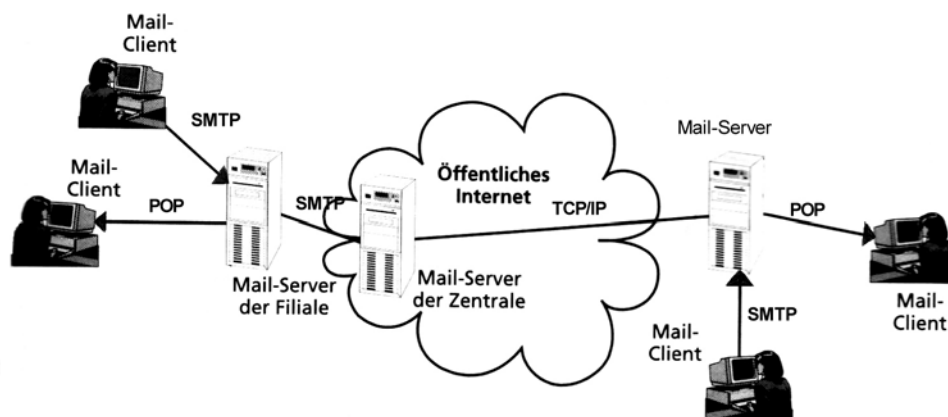 Mail-
Client
SMTP
Mail-
Client
POP
Mail-Server
der Filiale
SMTP
Öffentliches
Internet
Mail-Server
der Zentrale
TCP/IP
Mail-Server
POP
Mail-
Client
SMTP
Mail-
Client